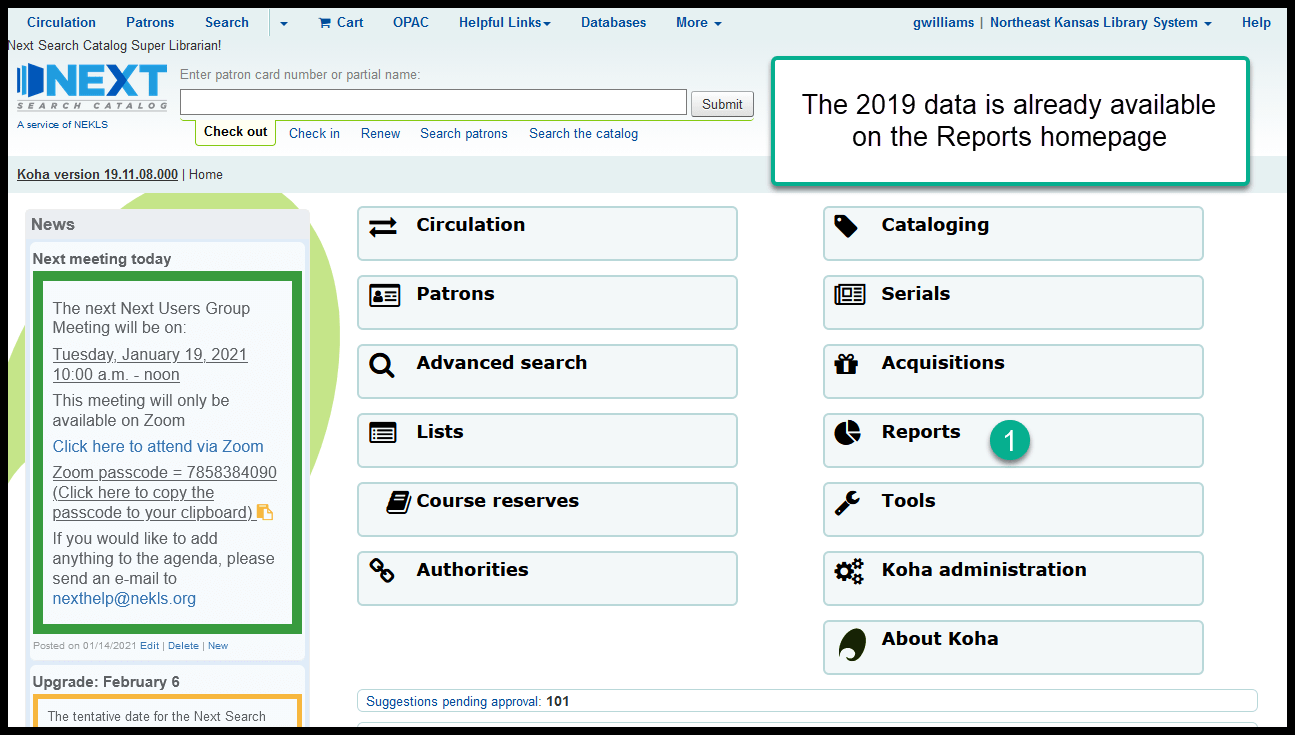 Circulation Patrons Search Cart OPAC Helpful Links Databases More gwilliams | Northeast Kansas Library System Help
Next Search Catalog Super Librarian!
NEXT
SEARCH CATALOG
A service of NEKLS
Enter patron card number or partial name:
Submit
Check out Check in Renew Search patrons Search the catalog
The 2019 data is already available
on the Reports homepage
Koha version 19.11.08.000 | Home
News
Next meeting today
The next Next Users Group
Meeting will be on:
Tuesday, January 19, 2021
10:00 a.m. - noon
This meeting will only be
available on Zoom
Click here to attend via Zoom
Zoom passcode = 7858384090
(Click here to copy the
passcode to your clipboard)
If you would like to add
anything to the agenda, please
send an e-mail to
nexthelp@nekls.org
Posted on 01/14/2021 Edit | Delete | New
Upgrade: February 6
The tentative date for the Next Search
Circulation
Patrons
Advanced search
Lists
Course reserves
Authorities
Cataloging
Serials
Acquisitions
Reports 1
Tools
Koha administration
About Koha
Suggestions pending approval: 101